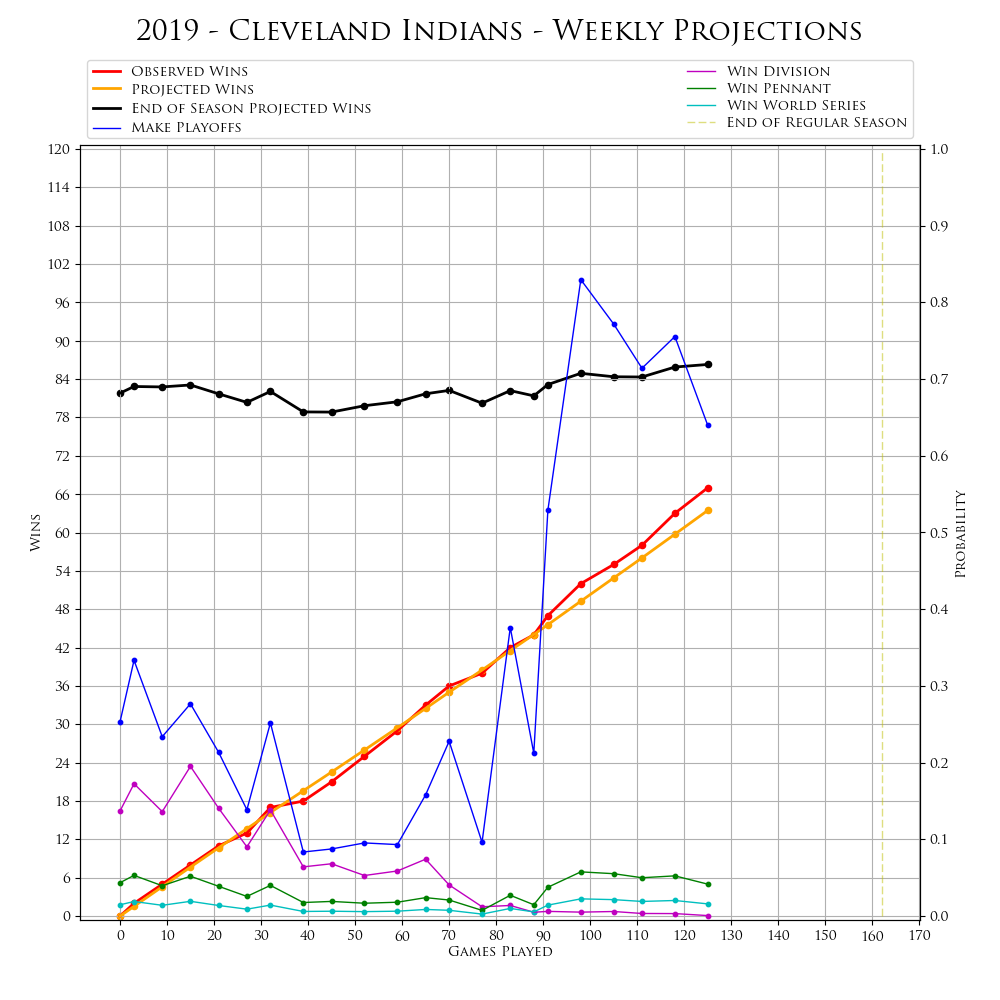 2019 - Cleveland Indians - Weekly Projections
Observed Wins
Projected Wins
End of Season Projected Wins
Make Playoffs
Win Division
Win Pennant
Win World Series
End of Regular Season
120
114
108
102
96
90
84
78
72
66
60
54
48
42
36
30
24
18
12
6
0
Wins
1.0
0.9
0.8
0.7
0.6
0.5
0.4
0.3
0.2
0.1
0.0
Probability
0 10 20 30 40 50 60 70 80 90 100 110 120 130 140 150 160 170
Games Played